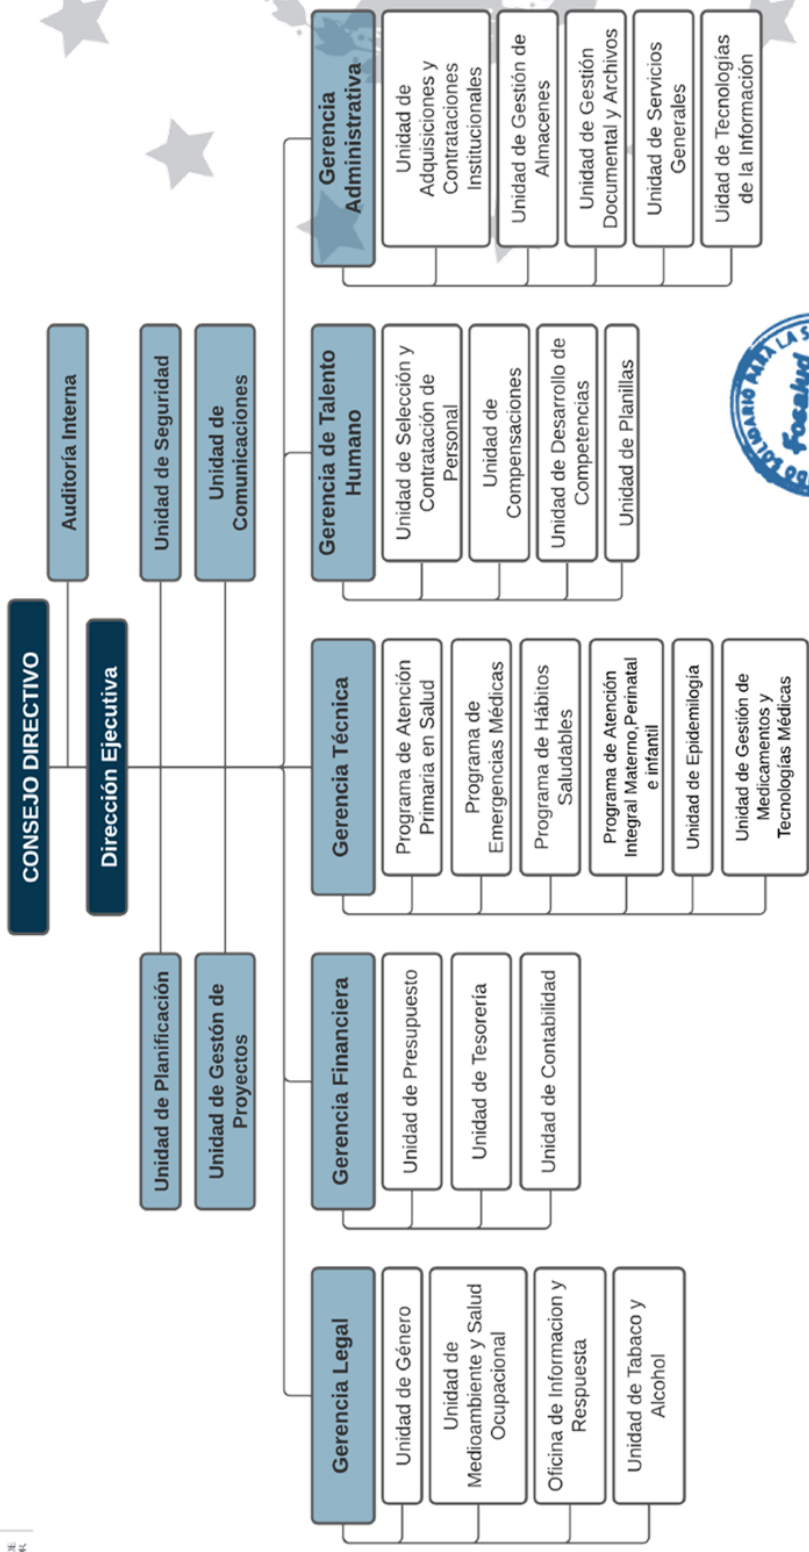 CONSEJO DIRECTIVO
Auditoría Interna
Dirección Ejecutiva
Unidad de Planificación
Unidad de Seguridad
Unidad de Gestón de
Proyectos
Unidad de
Comunicaciones
Gerencia Legal
Unidad de Género
Unidad de
Medioambiente y Salud
Ocupacional
Oficina de Informacion y
Respuesta
Unidad de Tabaco y
Alcohol
Gerencia Financiera
Unidad de Presupuesto
Unidad de Tesorería
Unidad de Contabilidad
Gerencia Técnica
Programa de Atención
Primaria en Salud
Programa de
Emergencias Médicas
Programa de Hábitos
Saludables
Programa de Atención
Integral Materno,Perinatal
e infantil
Unidad de Epidemilogía
Unidad de Gestión de
Medicamentos y
Tecnologías Médicas
Gerencia de Talento
Humano
Unidad de Selección y
Contratación de
Personal
Unidad de
Compensaciones
Unidad de Desarrollo de
Competencias
Unidad de Planillas
Gerencia
Administrativa
Unidad de
Adquisiciones y
Contrataciones
Institucionales
Unidad de Gestión de
Almacenes
Unidad de Gestión
Documental y Archivos
Unidad de Servicios
Generales
Uidad de Tecnologías
de la Información
SOLIDARIO PARA LA
Fosalud